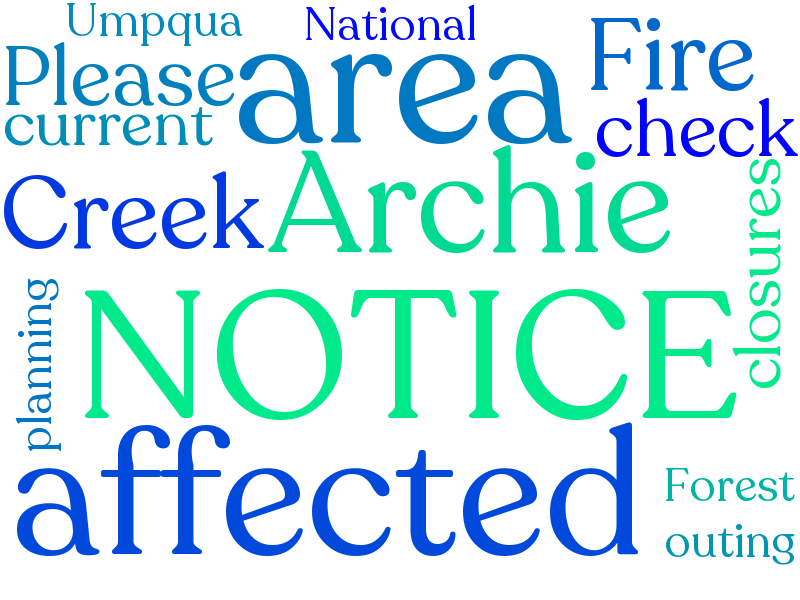 Umpqua
National
Please
area
Fire
current
check
Creek
Archie
closures
planning
NOTICE
affected
Forest
outing